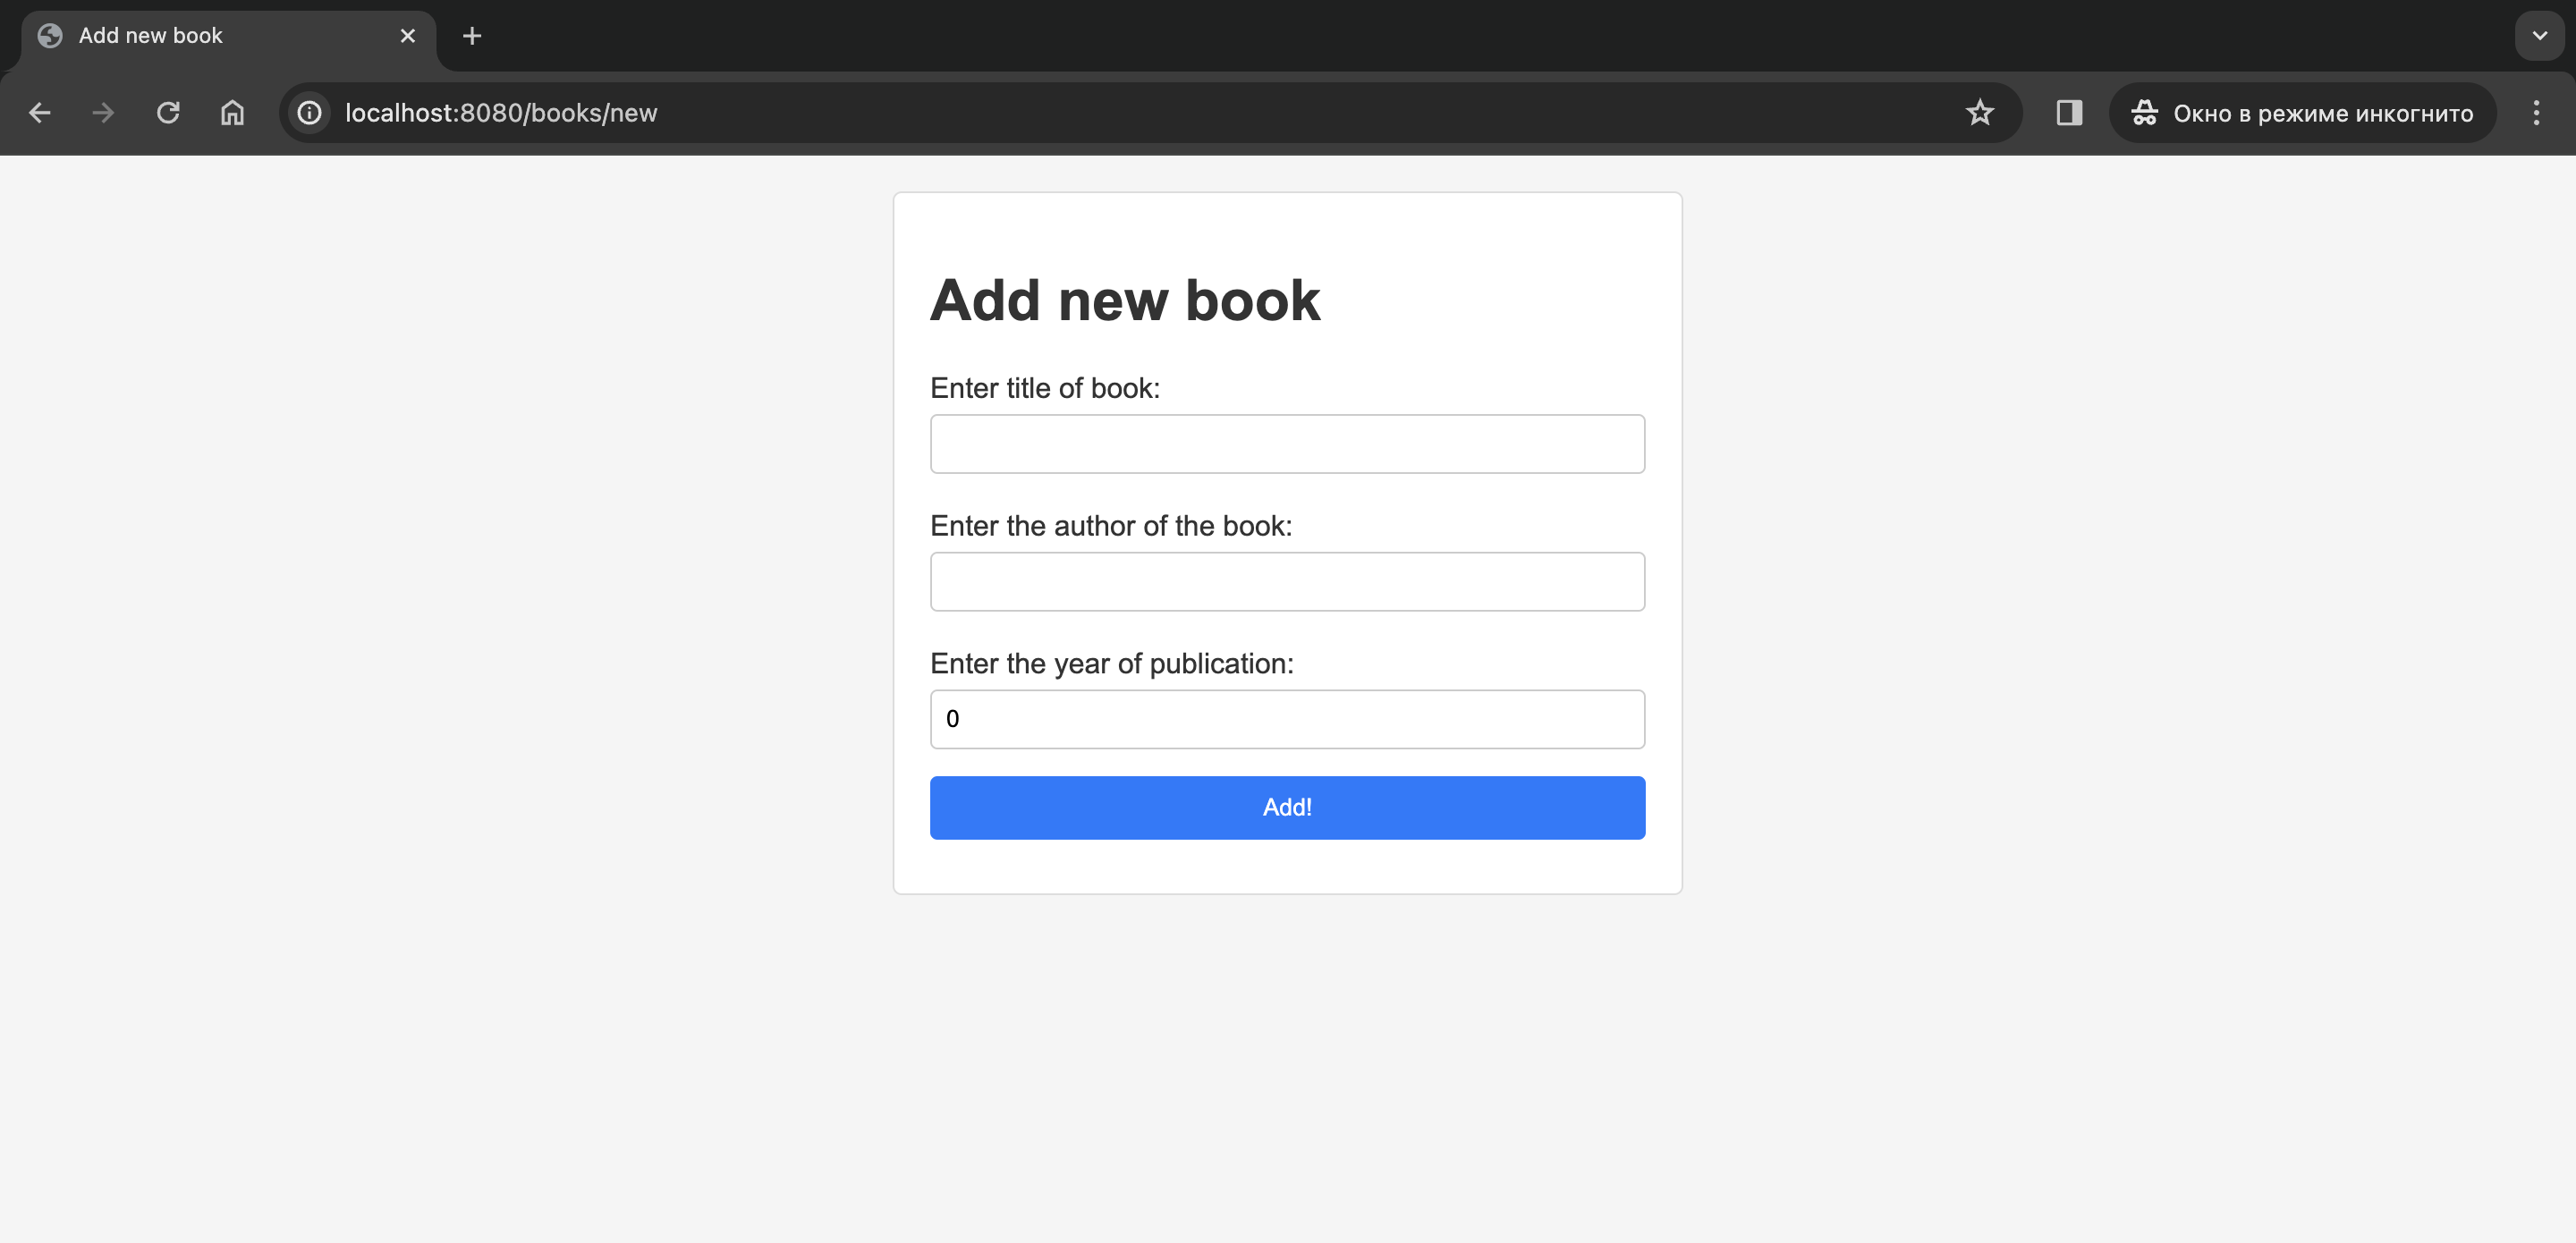 Add new book
localhost:8080/books/new
Окно в режиме инкогнито
Add new book
Enter title of book:
Enter the author of the book:
Enter the year of publication:
0
Add!